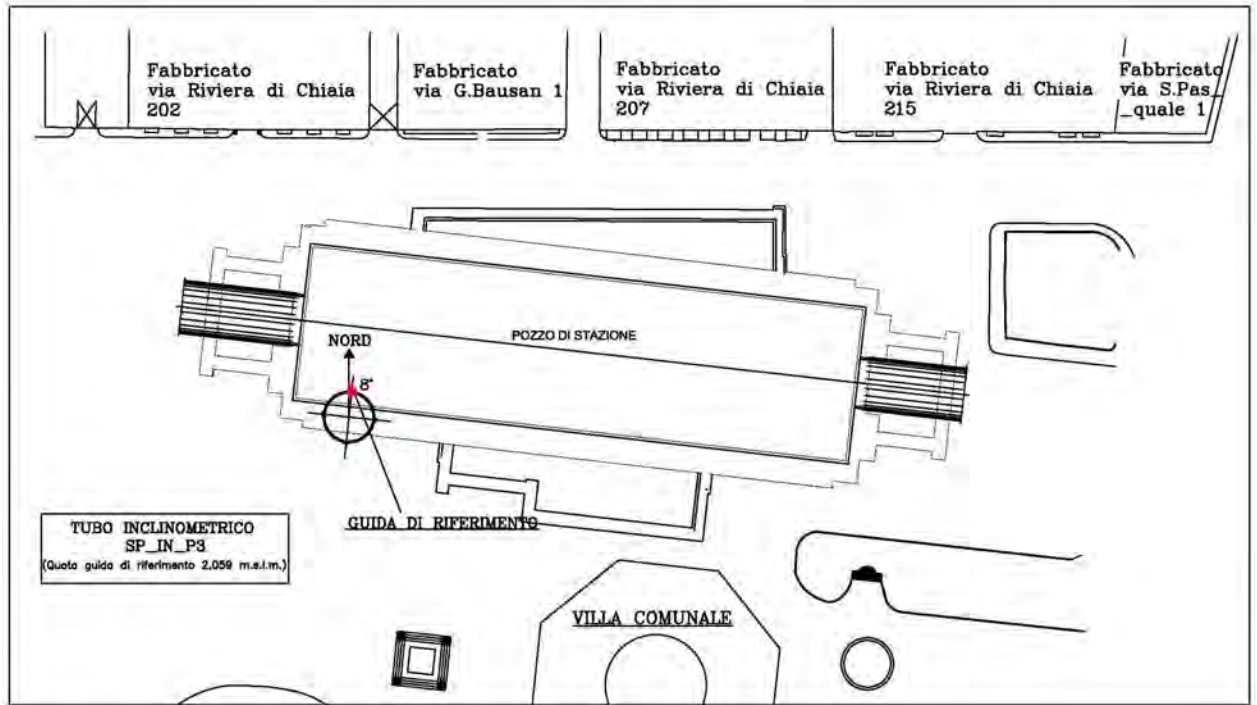 Fabbricato
via Riviera di Chiaia
202
Fabbricato
via G.Bausan 1
Fabbricato
via Riviera di Chiaia
207
Fabbricato
via Riviera di Chiaia
215
Fabbricato
via S.Pas
_quale 1
POZZO DI STAZIONE
NORD
8°
GUIDA DI RIFERIMENTO
TUBO INCLINOMETRICO
SP_IN_P3
(Quota guida di riferimento 2,059 m.s.l.m.)
VILLA COMUNALE